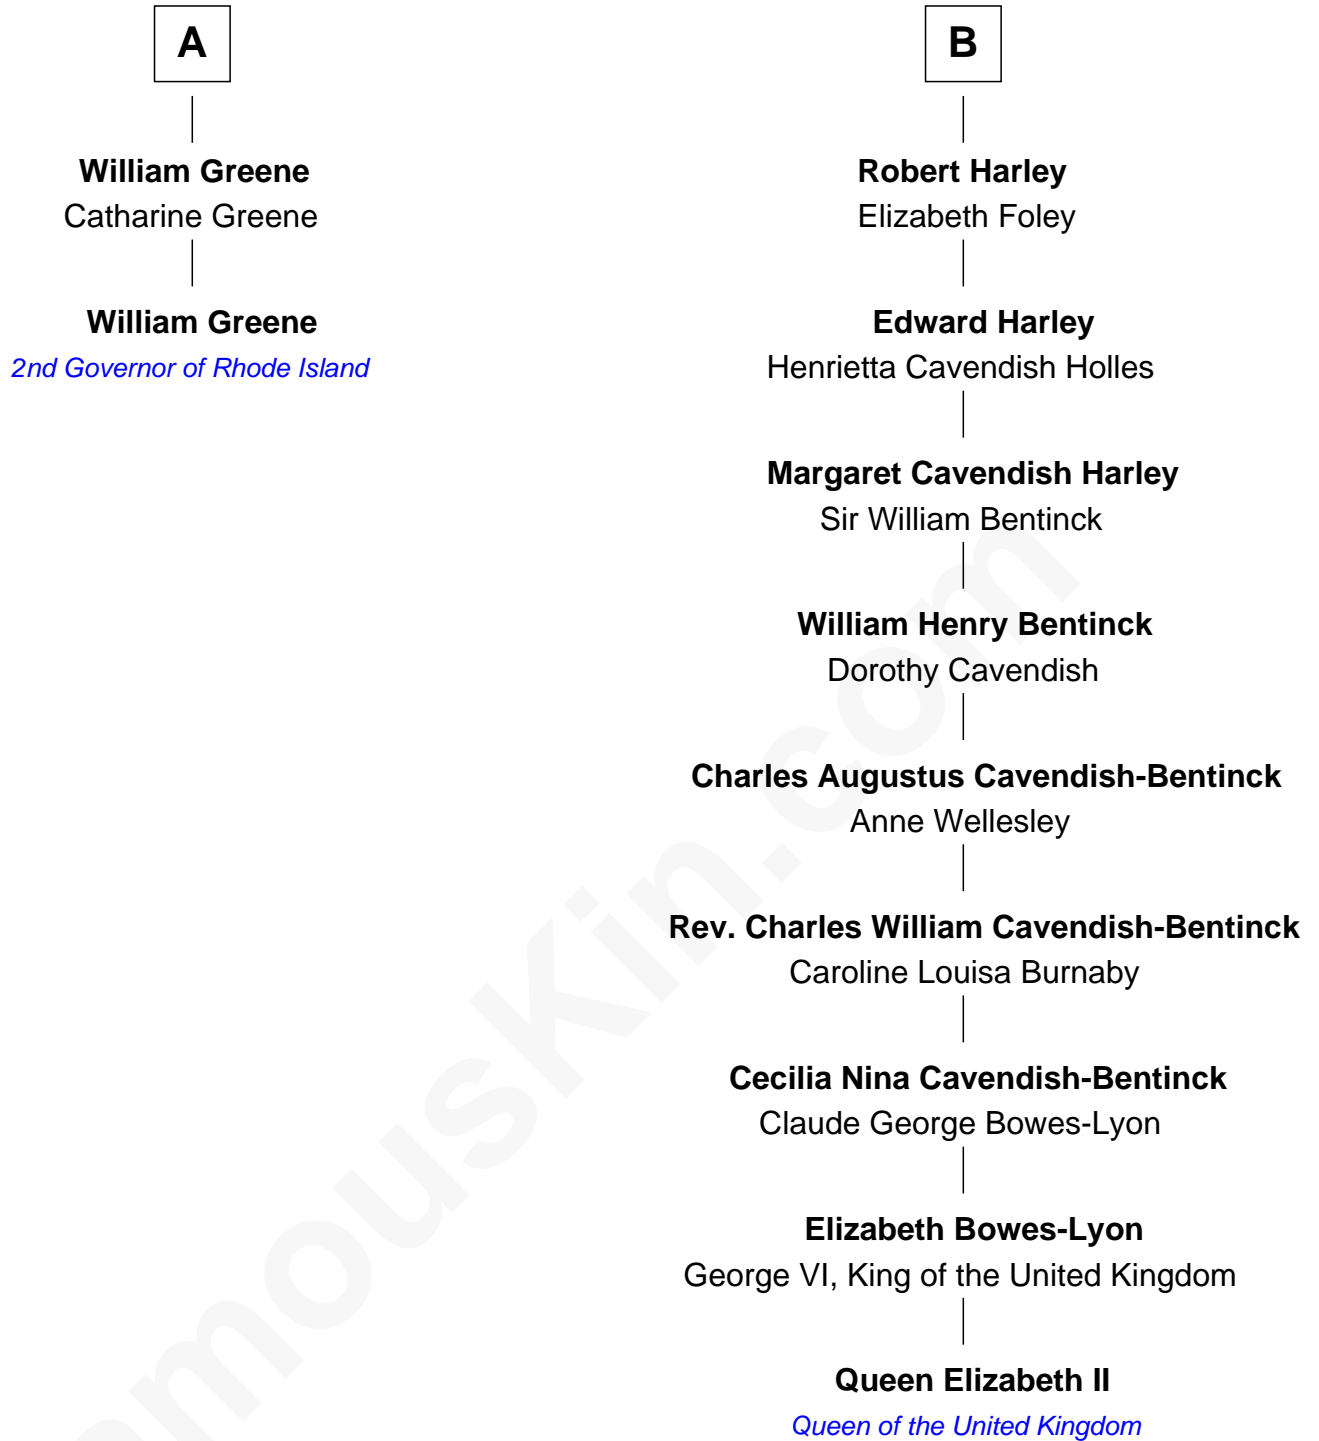 A
William Greene
Catharine Greene
William Greene
2nd Governor of Rhode Island
B
Robert Harley
Elizabeth Foley
Edward Harley
Henrietta Cavendish Holles
Margaret Cavendish Harley
Sir William Bentinck
William Henry Bentinck
Dorothy Cavendish
Charles Augustus Cavendish-Bentinck
Anne Wellesley
Rev. Charles William Cavendish-Bentinck
Caroline Louisa Burnaby
Cecilia Nina Cavendish-Bentinck
Claude George Bowes-Lyon
Elizabeth Bowes-Lyon
George VI, King of the United Kingdom
Queen Elizabeth II
Queen of the United Kingdom
amousKin.com